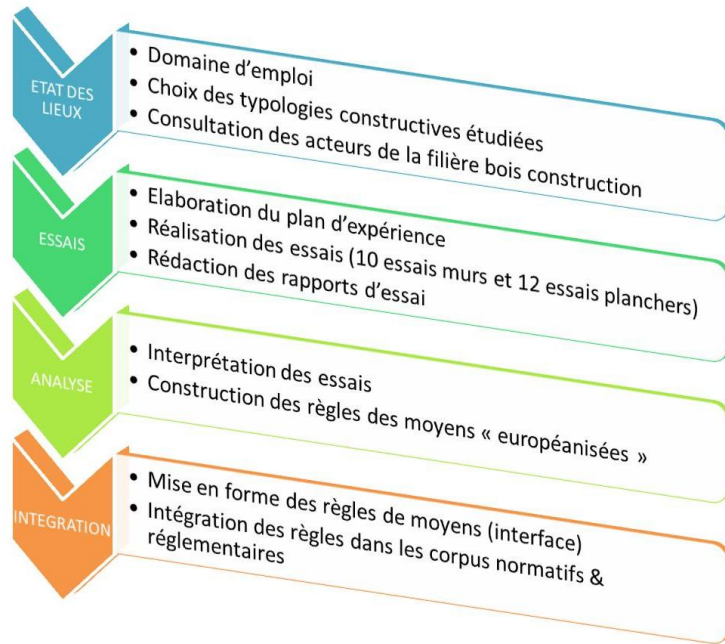 ETAT DES
LIEUX
• Domaine d'emploi
• Choix des typologies constructives étudiées
• Consultation des acteurs de la filière bois construction
ESSAIS
• Elaboration du plan d'expérience
• Réalisation des essais (10 essais murs et 12 essais planchers)
• Rédaction des rapports d'essai
ANALYSE
• Interprétation des essais
• Construction des règles des moyens « européanisées »
INTEGRATION
• Mise en forme des règles de moyens (interface)
• Intégration des règles dans les corpus normatifs &
réglementaires